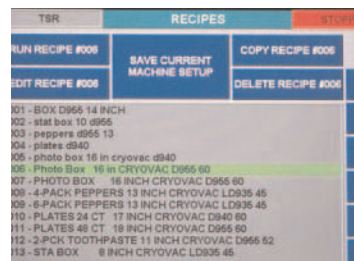 TSR RECIPES STOP
RUN RECIPE #006 SAVE CURRENT MACHINE SETUP COPY RECIPE #006
EDIT RECIPE #006 DELETE RECIPE #006
001 - BOX D955 14 INCH
002 - stat box 10 d955
003 - peppers d955 13
004 - plates d940
005 - photo box 16 in cryovac d940
006 - Photo Box 16 in CRYOVAC D955 60
007 - PHOTO BOX 16 INCH CRYOVAC D955 60
008 - 4-PACK PEPPERS 13 INCH CRYOVAC LD935 45
009 - 6-PACK PEPPERS 13 INCH CRYOVAC LD935 45
010 - PLATES 24 CT 17 INCH CRYOVAC D940 60
011 - PLATES 48 CT 18 INCH CRYOVAC D955 60
012 - 2-PCK TOOTHPASTE 11 INCH CRYOVAC D955 52
013 - STA BOX 8 INCH CRYOVAC LD935 45